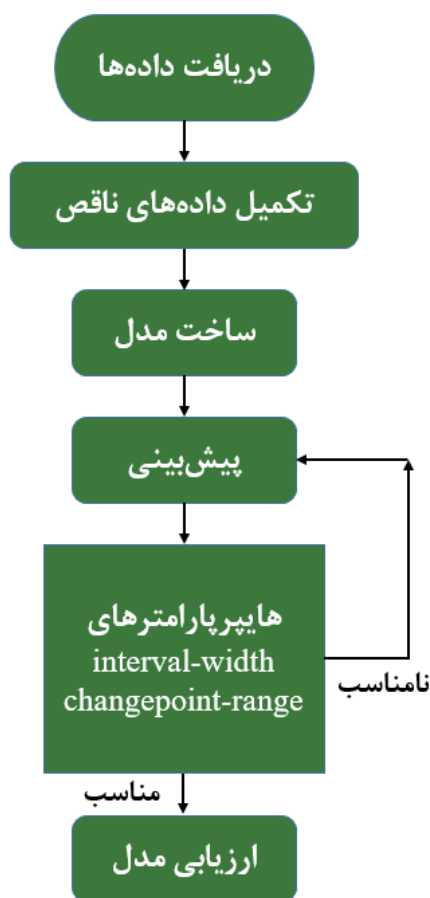 دریافت داده‌ها
تکمیل داده‌های ناقص
ساخت مدل
پیش‌بینی
هایپرپارامترهای
interval-width
changepoint-range
نامناسب
مناسب
ارزیابی مدل